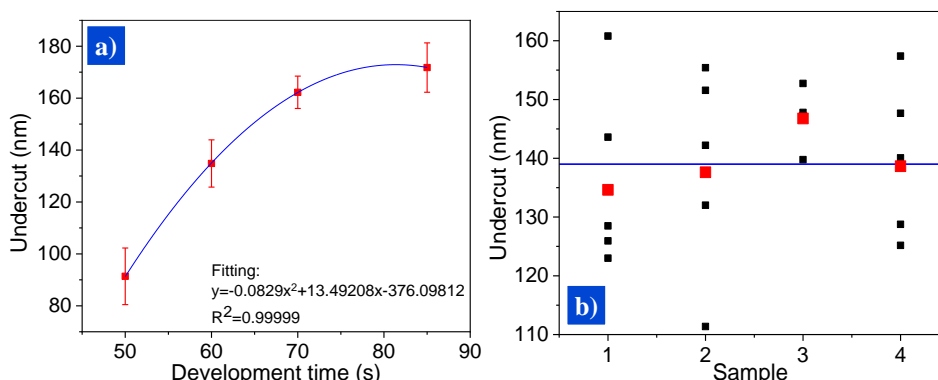 a)
Undercut (nm)
180
160
140
120
100
80
Fitting:
y=-0.0829x²+13.49208x-376.09812
R²=0.99999
50 60 70 80 90
Development time (s)
b)
Undercut (nm)
160
150
140
130
120
110
1 2 3 4
Sample